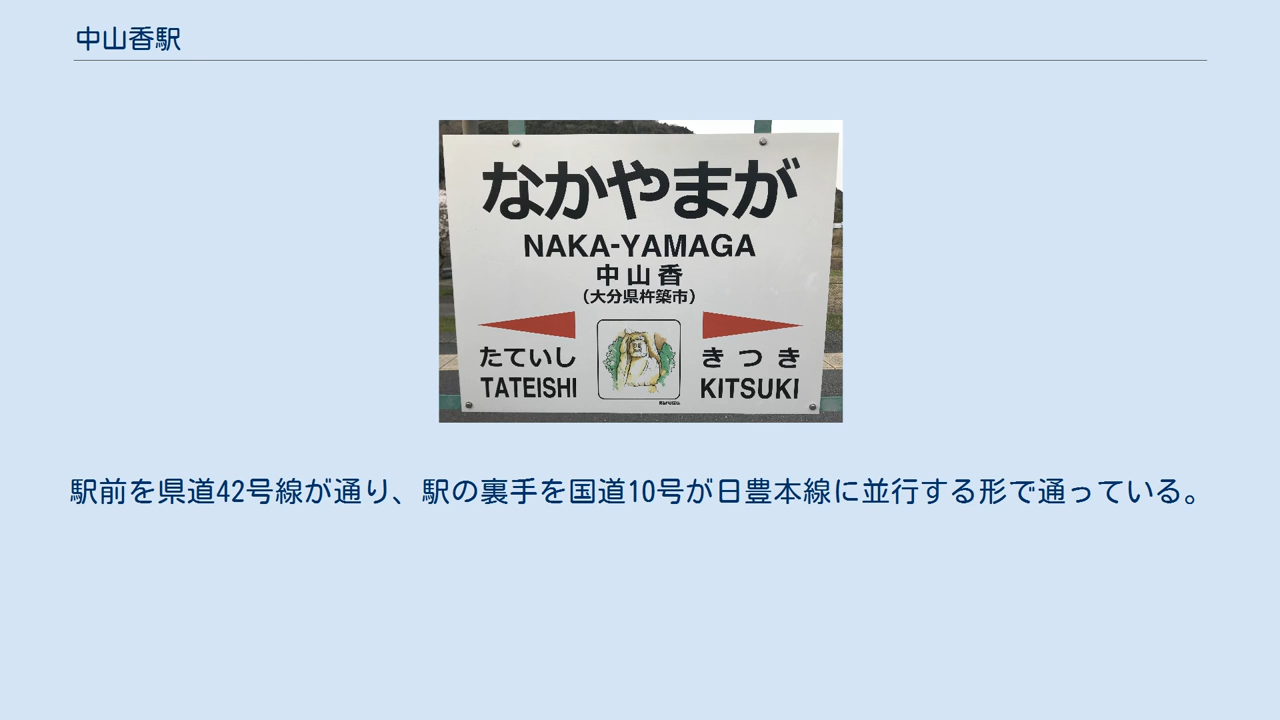 中山香駅
なかやまが
NAKA-YAMAGA
中山香
(大分県杵築市)
たていし きつき
TATEISHI KITSUKI
駅前を県道42号線が通り、駅の裏手を国道10号が日豊本線に並行する形で通っている。